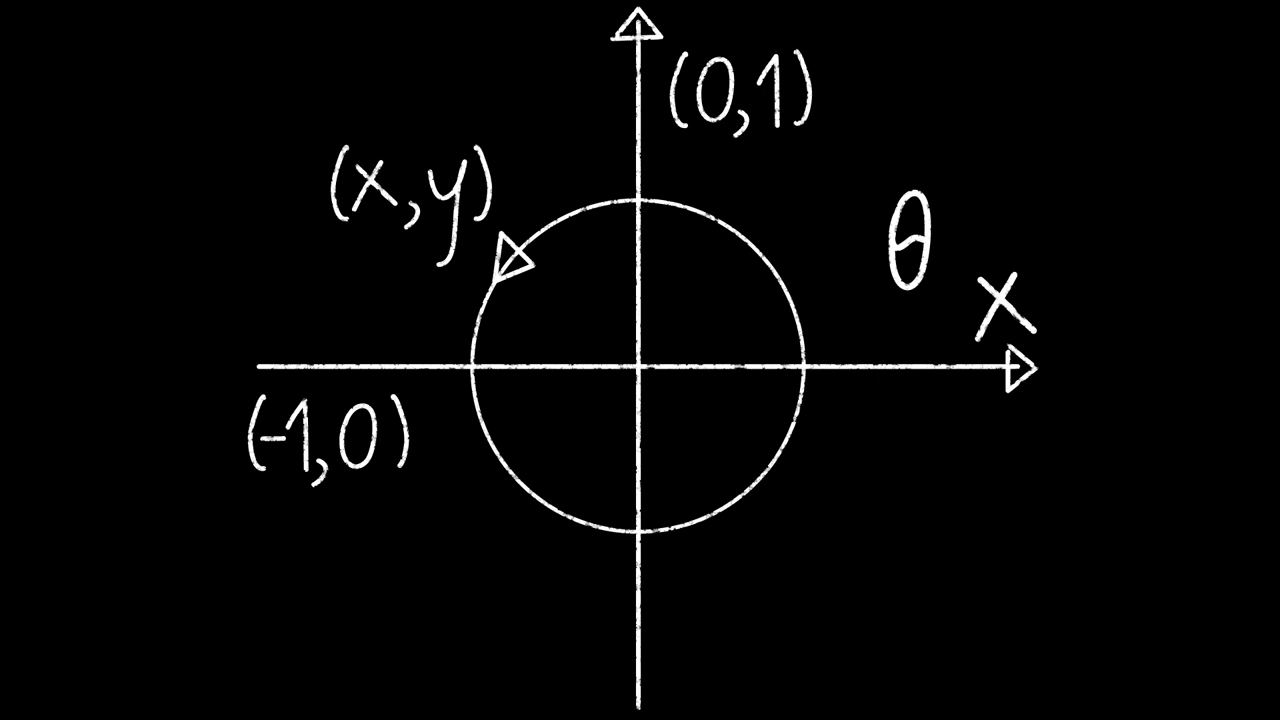 (0,1)
(x,y)
θ
x
(-1,0)